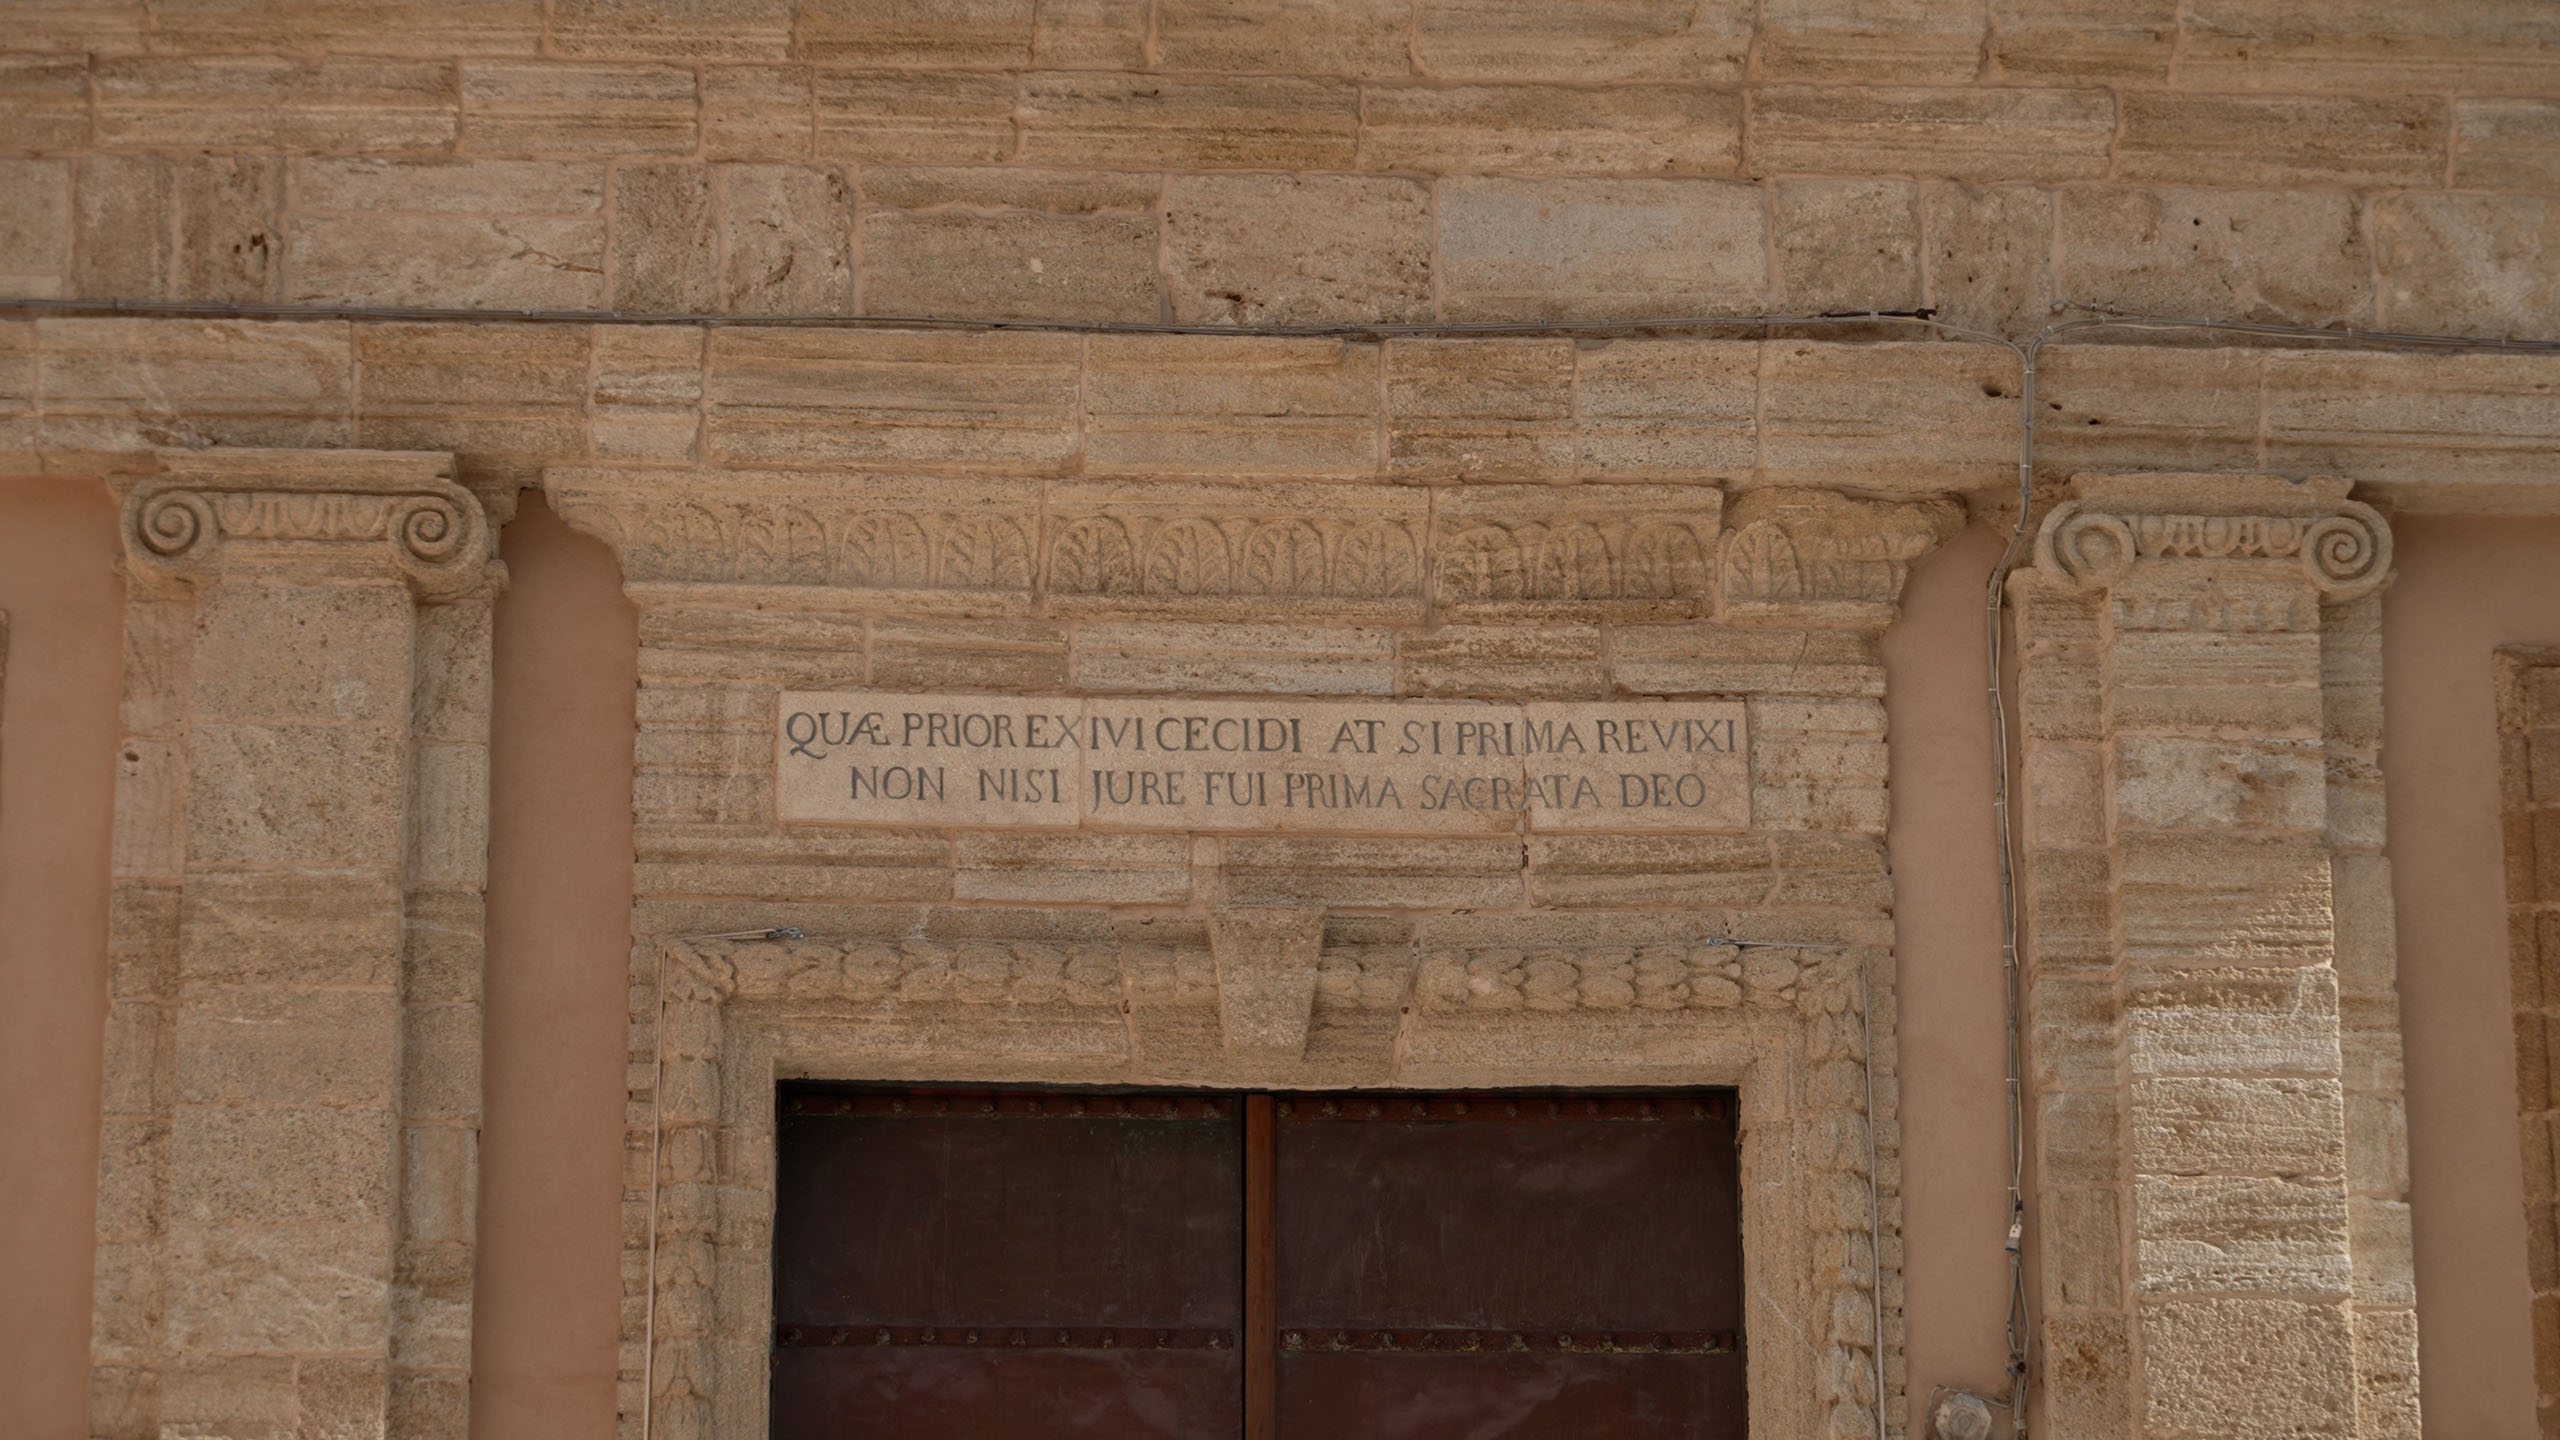 QUÆ PRIOR EXIVI CECIDI AT SI PRIMA REVIXI
NON NISI JURE FUI PRIMA SACRATA DEO